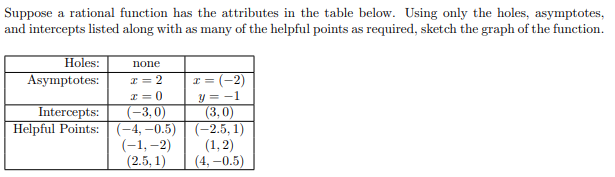 Suppose a rational function has the attributes in the table below. Using only the holes, asymptotes,
and intercepts listed along with as many of the helpful points as required, sketch the graph of the function.
Holes: none
Asymptotes: x = 2 x = (−2)
x = 0 y = −1
Intercepts: (−3, 0) (3, 0)
Helpful Points: (−4, −0.5) (−2.5, 1)
(−1, −2) (1, 2)
(2.5, 1) (4, −0.5)